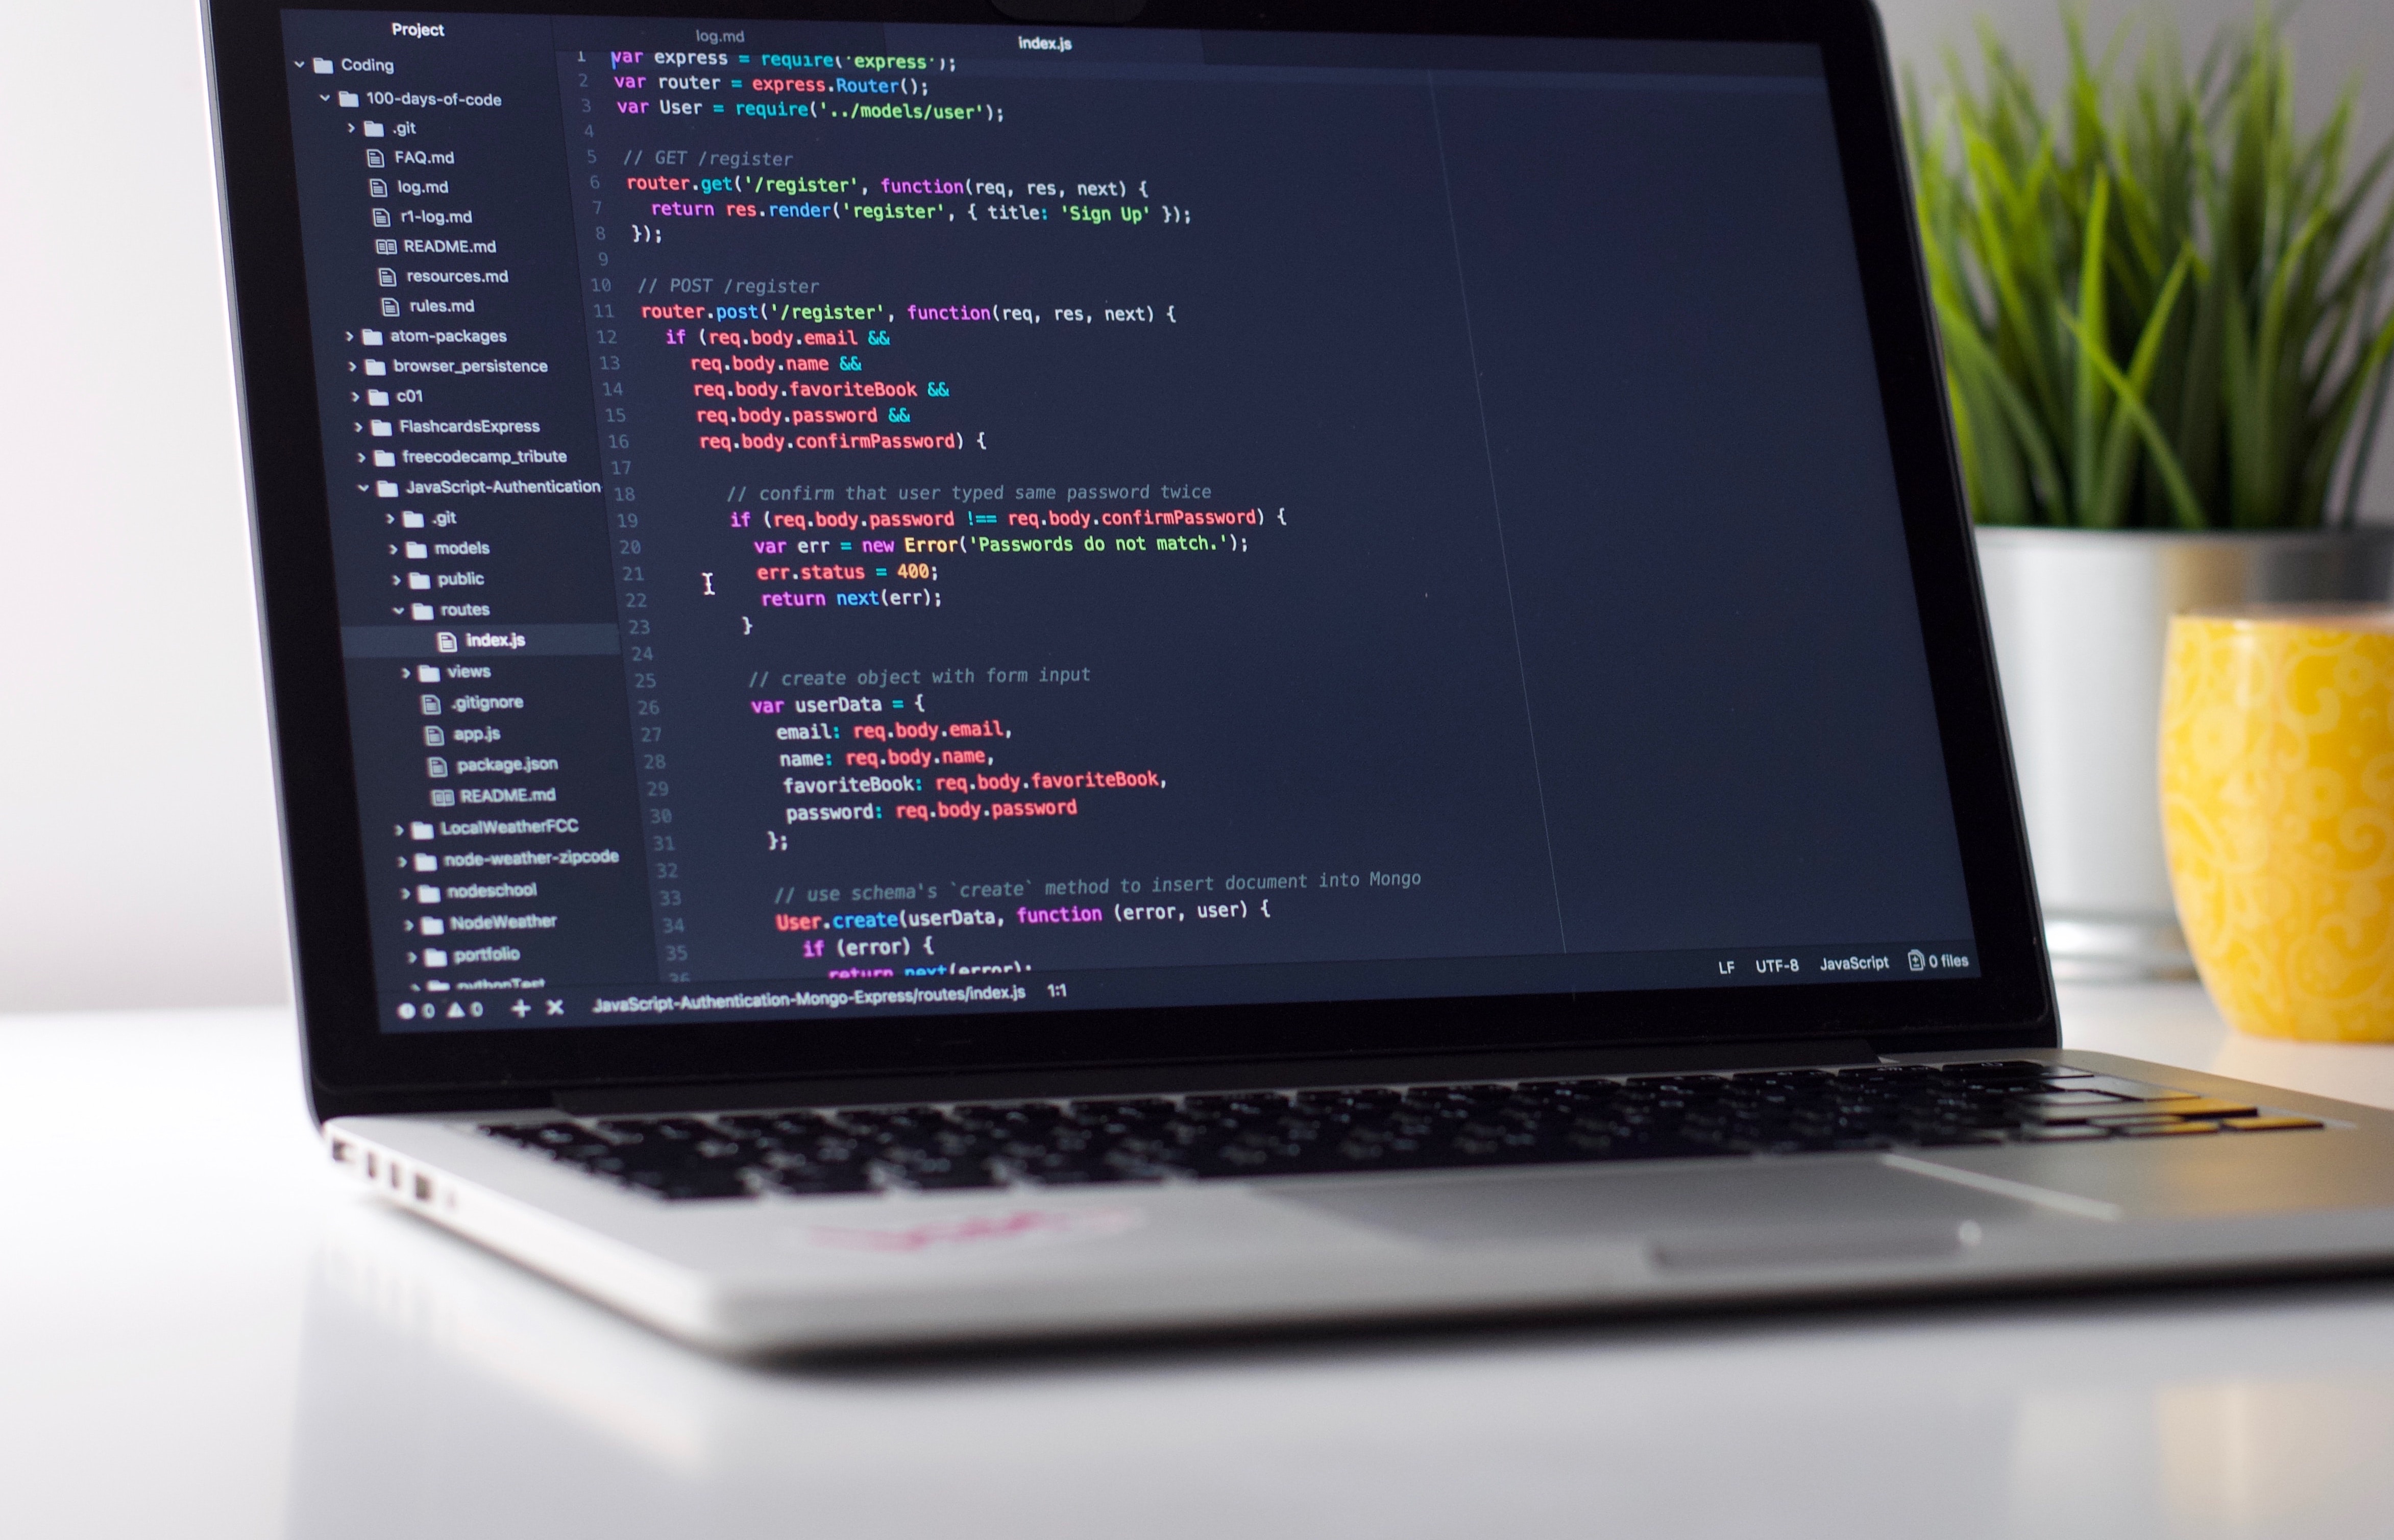 Project
Coding
100-days-of-code
.git
FAQ.md
log.md
r1-log.md
README.md
resources.md
rules.md
atom-packages
browser_persistence
c01
FlashcardsExpress
freecodecamp_tribute
JavaScript-Authentication
.git
models
public
routes
index.js
views
.gitignore
app.js
package.json
README.md
LocalWeatherFCC
node-weather-zipcode
nodeschool
NodeWeather
portfolio
pythonTest
log.md
index.js
1 var express = require('express');
2 var router = express.Router();
3 var User = require('../models/user');
4
5 // GET /register
6 router.get('/register', function(req, res, next) {
7 return res.render('register', { title: 'Sign Up' });
8 });
9
10 // POST /register
11 router.post('/register', function(req, res, next) {
12 if (req.body.email &&
13 req.body.name &&
14 req.body.favoriteBook &&
15 req.body.password &&
16 req.body.confirmPassword) {
17
18 // confirm that user typed same password twice
19 if (req.body.password !== req.body.confirmPassword) {
20 var err = new Error('Passwords do not match.');
21 err.status = 400;
22 return next(err);
23 }
24
25 // create object with form input
26 var userData = {
27 email: req.body.email,
28 name: req.body.name,
29 favoriteBook: req.body.favoriteBook,
30 password: req.body.password
31 };
32
33 // use schema's `create` method to insert document into Mongo
34 User.create(userData, function (error, user) {
35 if (error) {
36 return next(error);
0 0 JavaScript-Authentication-Mongo-Express/routes/index.js 1:1 LF UTF-8 JavaScript 0 files